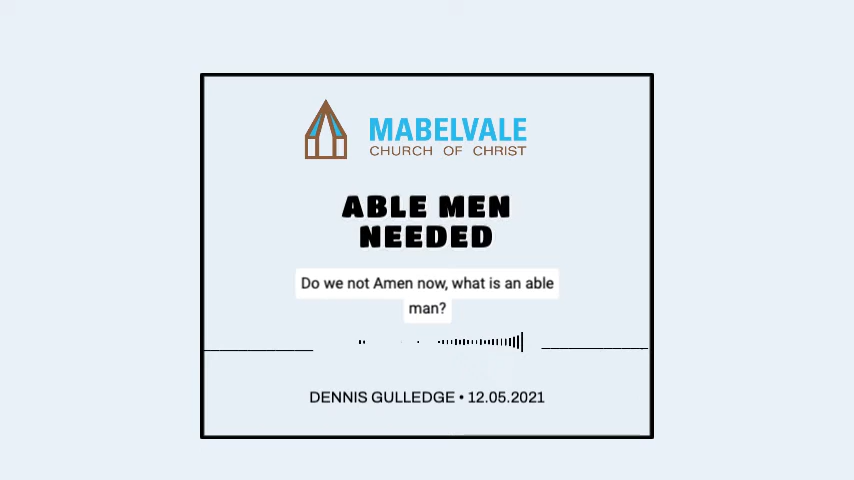 MABELVALE
CHURCH OF CHRIST
ABLE MEN
NEEDED
Do we not Amen now, what is an able
man?
DENNIS GULLEDGE • 12.05.2021